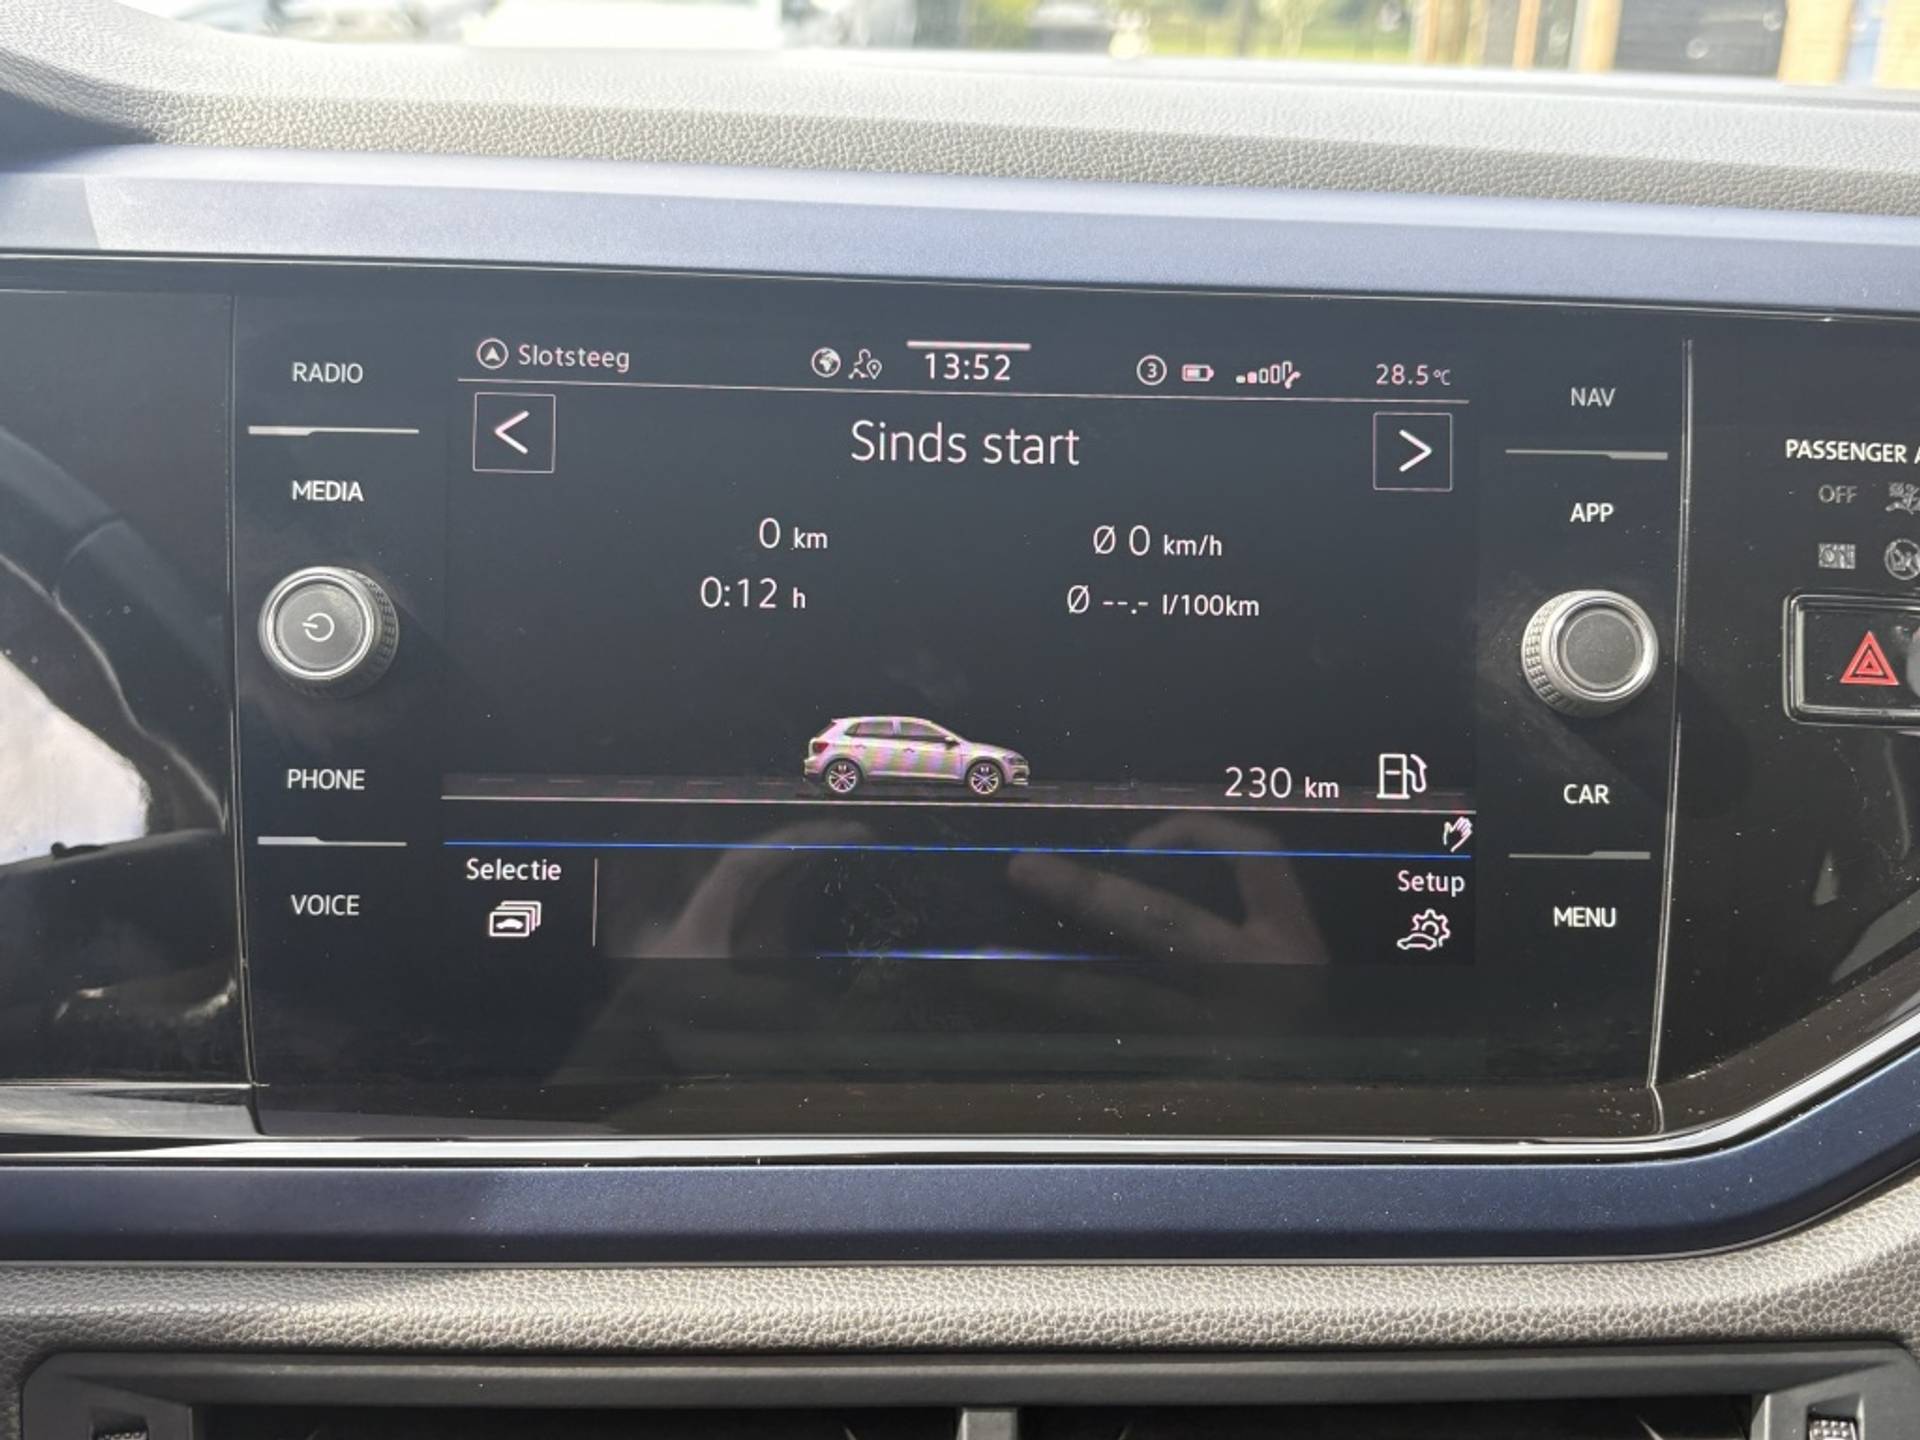 RADIO
MEDIA
PHONE
VOICE
Slotsteeg
13:52
3
28.5°C
<
Sinds start
>
0 km
Ø 0 km/h
0:12 h
Ø --.- l/100km
230 km
Selectie
Setup
NAV
APP
CAR
MENU
PASSENGER
OFF
ON